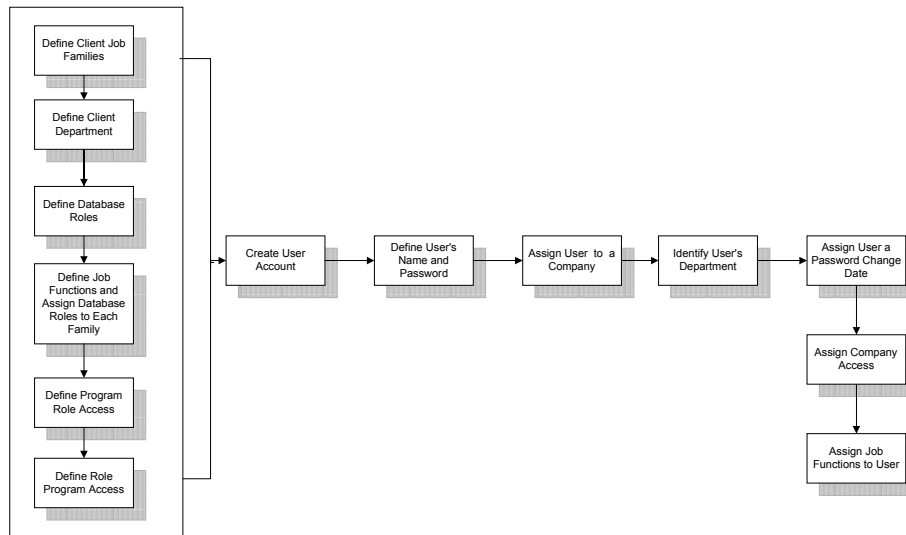 Define Client Job
Families
Define Client
Department
Define Database
Roles
Define Job
Functions and
Assign Database
Roles to Each
Family
Define Program
Role Access
Define Role
Program Access
Create User
Account
Define User's
Name and
Password
Assign User to a
Company
Identify User's
Department
Assign User a
Password Change
Date
Assign Company
Access
Assign Job
Functions to User